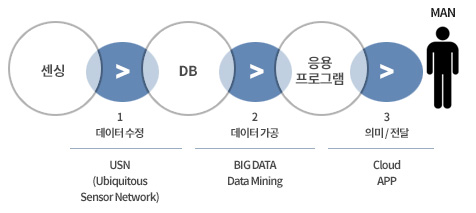 MAN
센싱
>
DB
>
응용
프로그램
>
1
데이터 수정
2
데이터 가공
3
의미 / 전달
USN
(Ubiquitous
Sensor Network)
BIG DATA
Data Mining
Cloud
APP